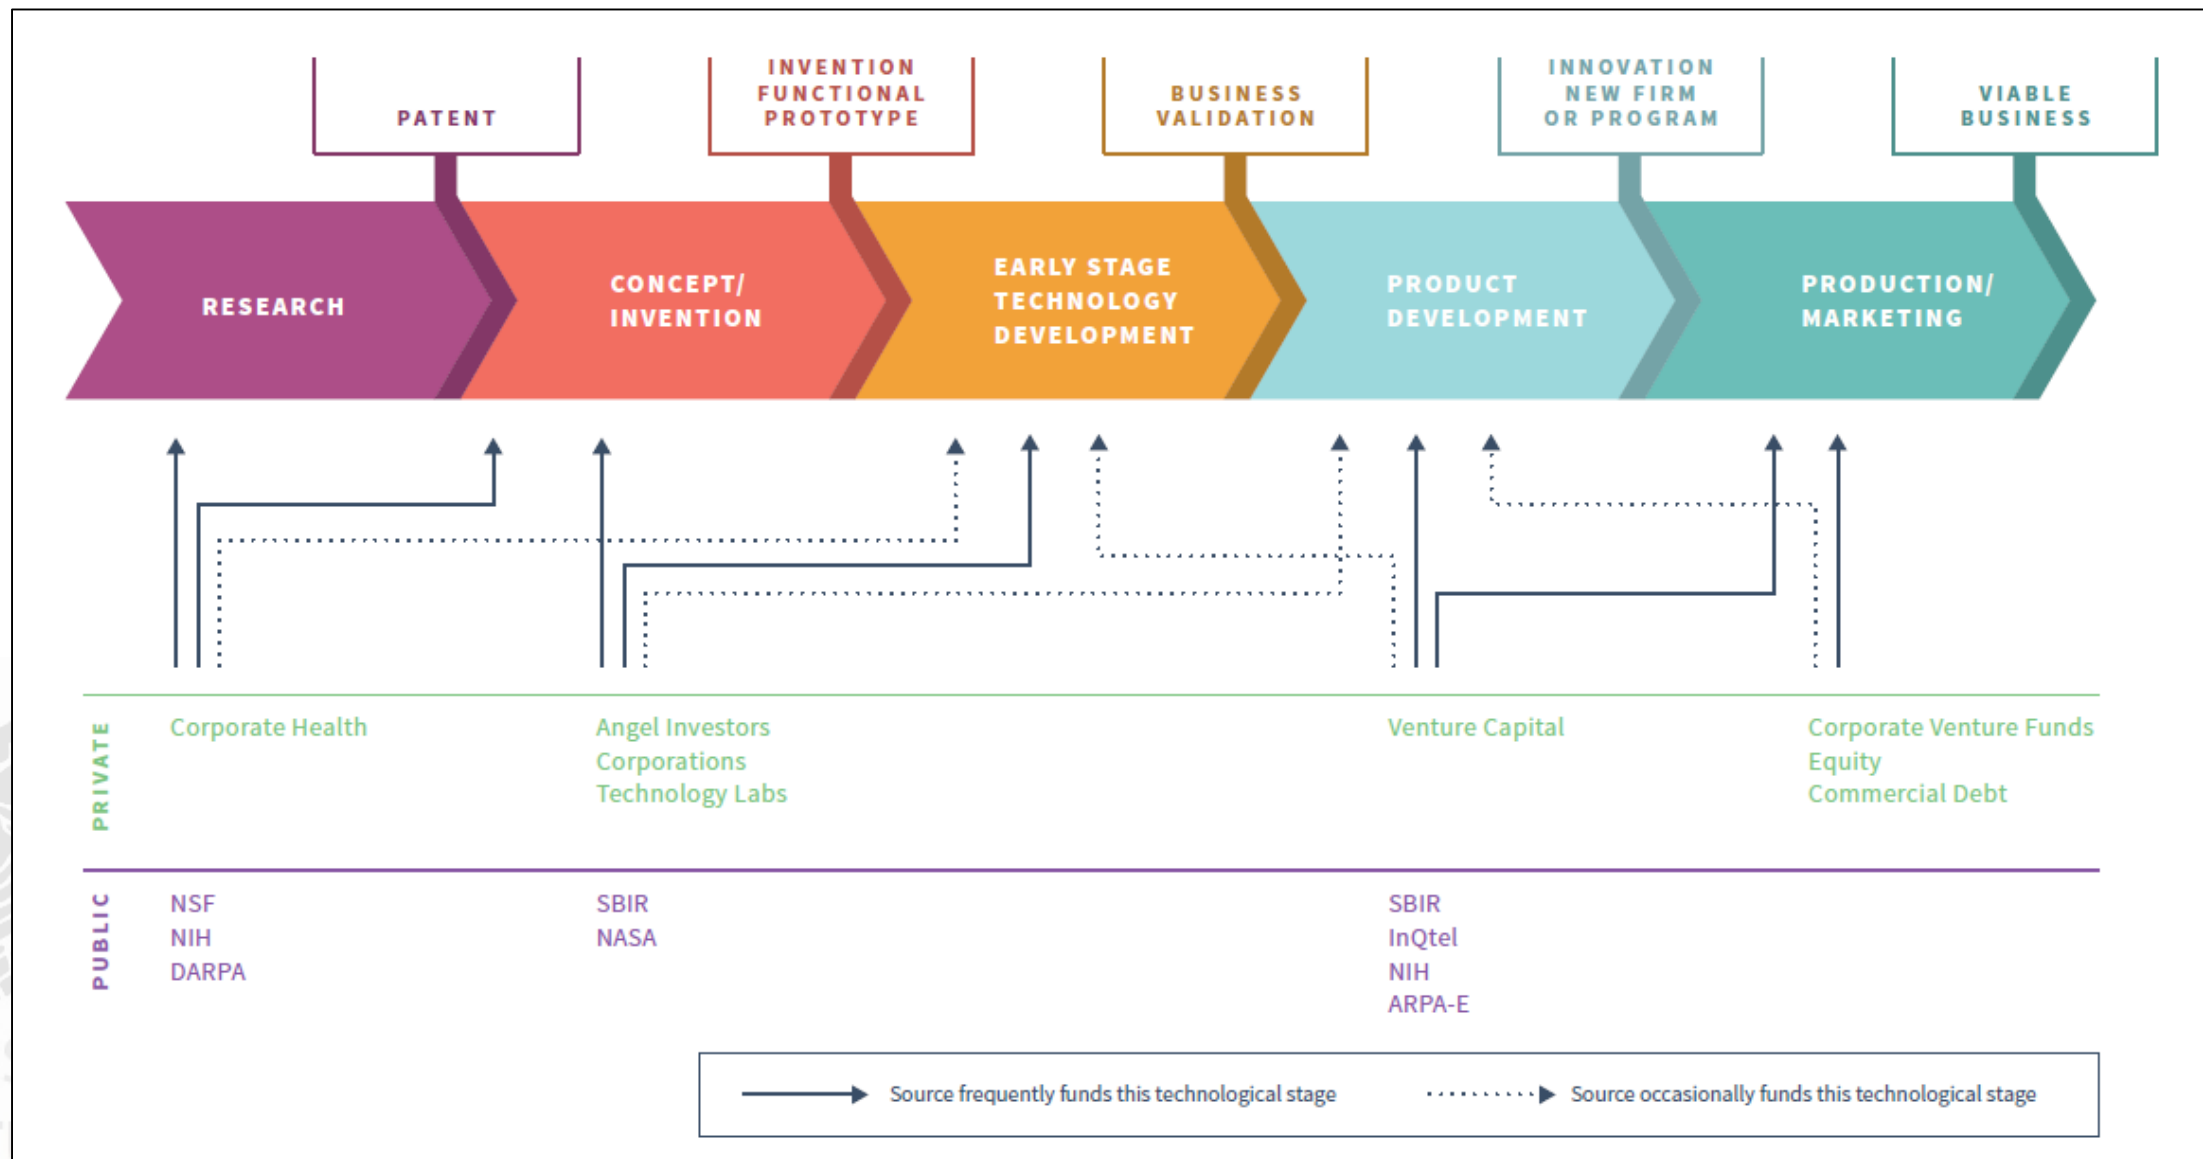 PATENT
INVENTION
FUNCTIONAL
PROTOTYPE
BUSINESS
VALIDATION
INNOVATION
NEW FIRM
OR PROGRAM
VIABLE
BUSINESS
RESEARCH
CONCEPT/
INVENTION
EARLY STAGE
TECHNOLOGY
DEVELOPMENT
PRODUCT
DEVELOPMENT
PRODUCTION/
MARKETING
PRIVATE
Corporate Health
Angel Investors
Corporations
Technology Labs
Venture Capital
Corporate Venture Funds
Equity
Commercial Debt
PUBLIC
NSF
NIH
DARPA
SBIR
NASA
SBIR
InQtel
NIH
ARPA-E
Source frequently funds this technological stage
Source occasionally funds this technological stage